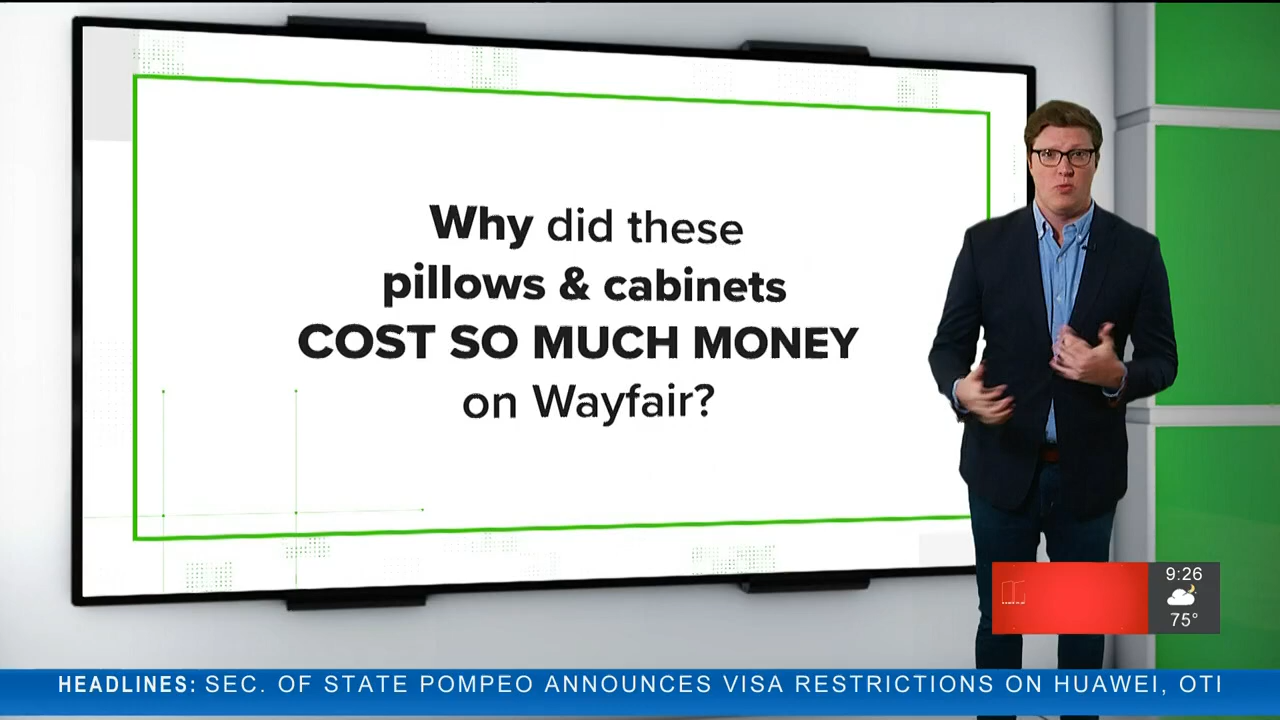 Why did these
pillows & cabinets
COST SO MUCH MONEY
on Wayfair?
9:26
75°
HEADLINES: SEC. OF STATE POMPEO ANNOUNCES VISA RESTRICTIONS ON HUAWEI, OTI